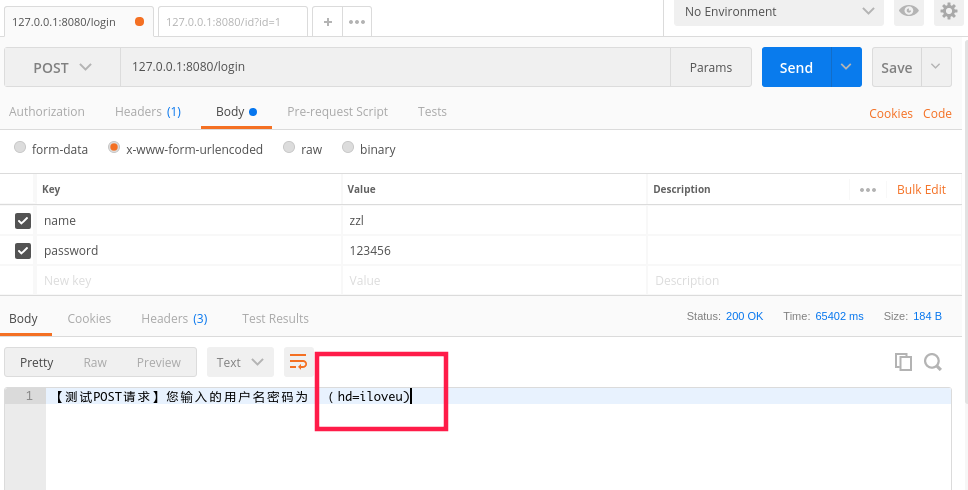 127.0.0.1:8080/login 127.0.0.1:8080/id?id=1 + ••• No Environment
POST 127.0.0.1:8080/login Params Send Save
Authorization Headers (1) Body Pre-request Script Tests Cookies Code
form-data x-www-form-urlencoded raw binary
Key Value Description ••• Bulk Edit
name zzl
password 123456
New key Value Description
Body Cookies Headers (3) Test Results Status: 200 OK Time: 65402 ms Size: 184 B
Pretty Raw Preview Text
1 【测试POST请求】您输入的用户名密码为 （hd=iloveu）